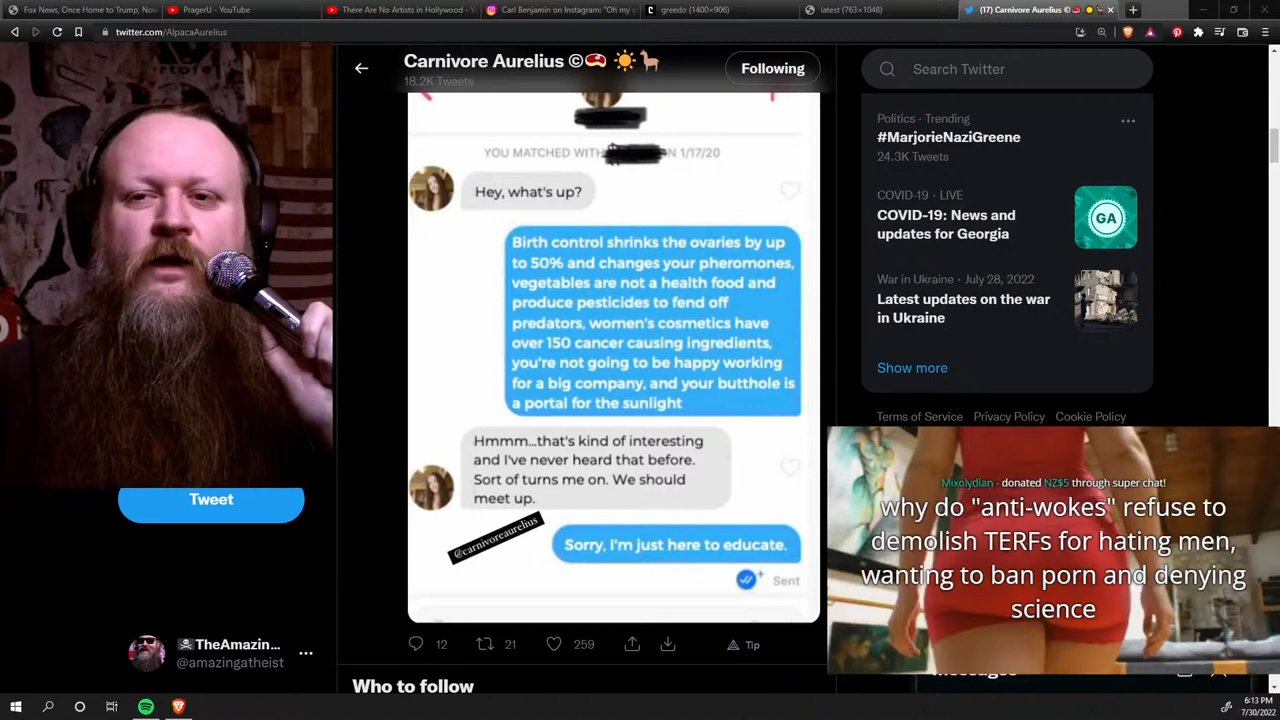 Fox News, Once Home to Trump, Now
PragerU - YouTube
There Are No Artists in Hollywood - 
Carl Benjamin on Instagram: "Oh my g
greedo (1400×906)
latest (763×1048)
(17) Carnivore Aurelius ©
twitter.com/AlpacaAurelius
Carnivore Aurelius ©
18.2K Tweets
Following
Search Twitter
YOU MATCHED WITH N 1/17/20
Hey, what's up?
Birth control shrinks the ovaries by up
to 50% and changes your pheromones,
vegetables are not a health food and
produce pesticides to fend off
predators, women's cosmetics have
over 150 cancer causing ingredients,
you're not going to be happy working
for a big company, and your butthole is
a portal for the sunlight
Hmmm...that's kind of interesting
and I've never heard that before.
Sort of turns me on. We should
meet up.
@carnivoreaurelius
Sorry, I'm just here to educate.
Sent
12
21
259
Tip
Who to follow
Politics · Trending
#MarjorieNaziGreene
24.3K Tweets
COVID-19 · LIVE
COVID-19: News and
updates for Georgia
GA
War in Ukraine · July 28, 2022
Latest updates on the war
in Ukraine
Show more
Terms of Service Privacy Policy Cookie Policy
Mixolydian - donated NZ$5 through super chat!
why do "anti-wokes" refuse to
demolish TERFs for hating men,
wanting to ban porn and denying
science
Tweet
TheAmazin...
@amazingatheist
6:13 PM
7/30/2022